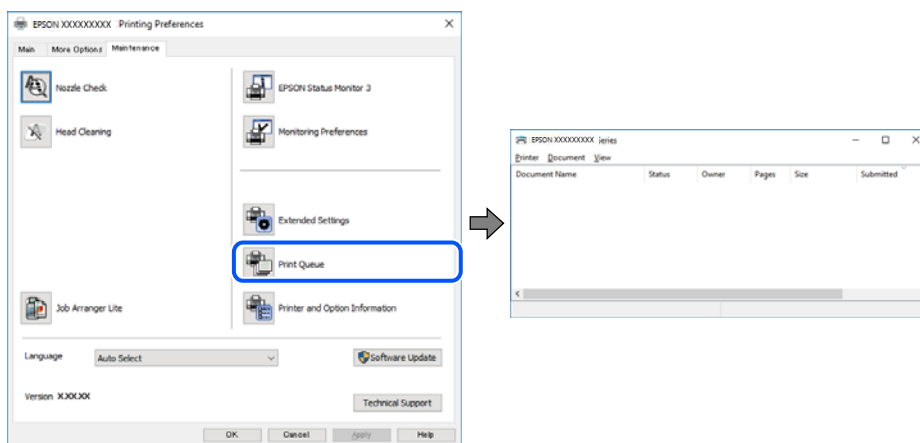 EPSON XXXXXXXXX Printing Preferences
Main More Options Maintenance
Nozzle Check
Head Cleaning
Job Arranger Lite
EPSON Status Monitor 3
Monitoring Preferences
Extended Settings
Print Queue
Printer and Option Information
Language Auto Select Software Update
Version X.XX.XX
Technical Support
OK Cancel Apply Help
EPSON XXXXXXXXX ieries
Printer Document View
Document Name Status Owner Pages Size Submitted